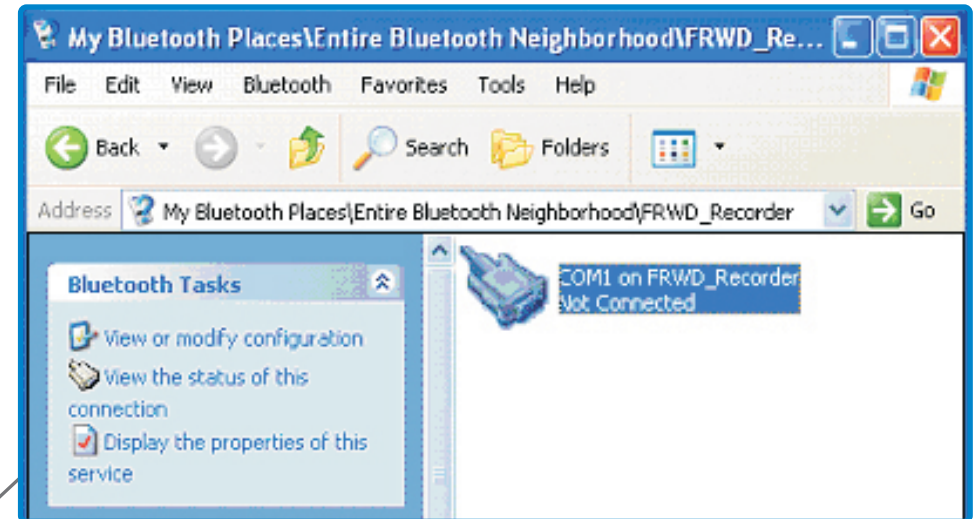 My Bluetooth Places\Entire Bluetooth Neighborhood\FRWD_Re...
File Edit View Bluetooth Favorites Tools Help
Back Search Folders
Address My Bluetooth Places\Entire Bluetooth Neighborhood\FRWD_Recorder Go
Bluetooth Tasks
View or modify configuration
View the status of this
connection
Display the properties of this
service
COM1 on FRWD_Recorder
Not Connected